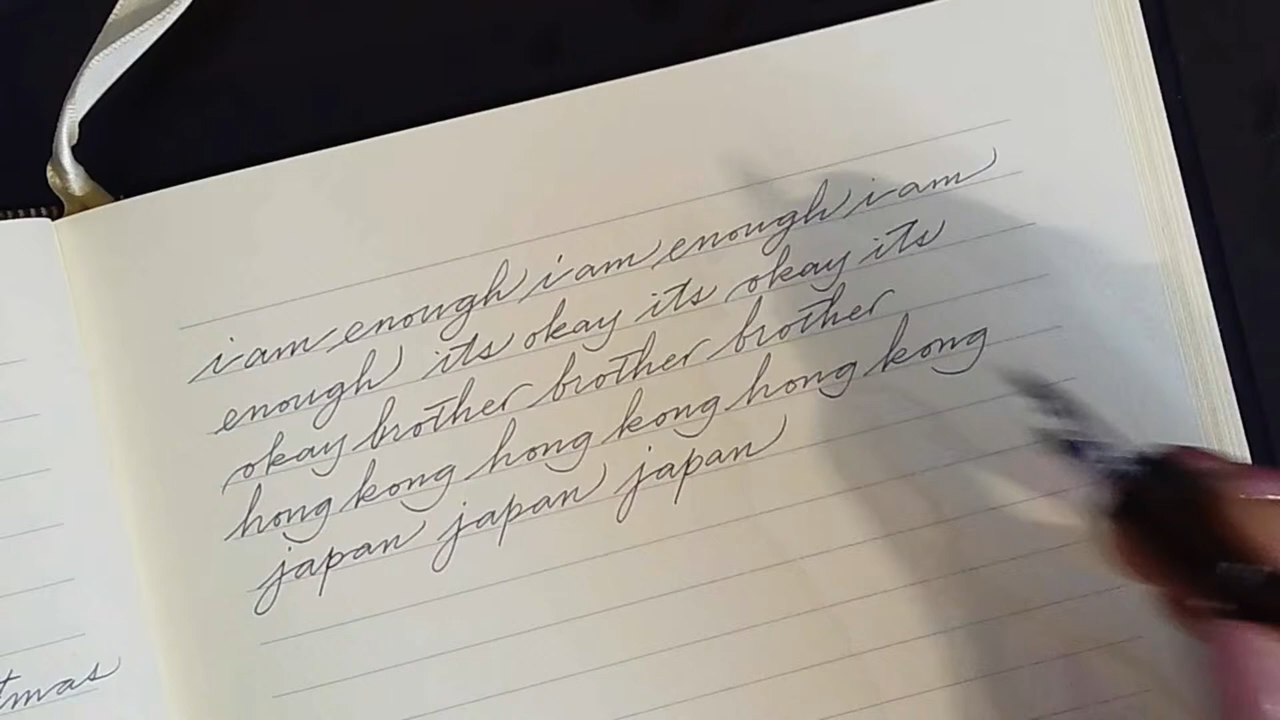 i am enough i am enough i am
enough its okay its okay its
okay brother brother brother
hong kong hong kong hong kong
japan japan japan